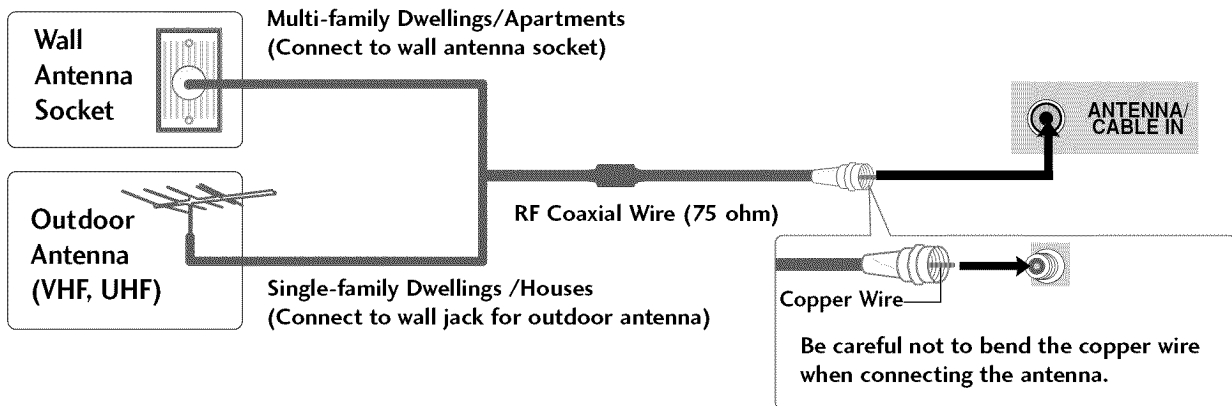 Multi-family Dwellings/Apartments
(Connect to wall antenna socket)
Wall
Antenna
Socket
ANTENNA/
CABLE IN
RF Coaxial Wire (75 ohm)
Outdoor
Antenna
(VHF, UHF)
Single-family Dwellings /Houses
(Connect to wall jack for outdoor antenna)
Copper Wire
Be careful not to bend the copper wire
when connecting the antenna.